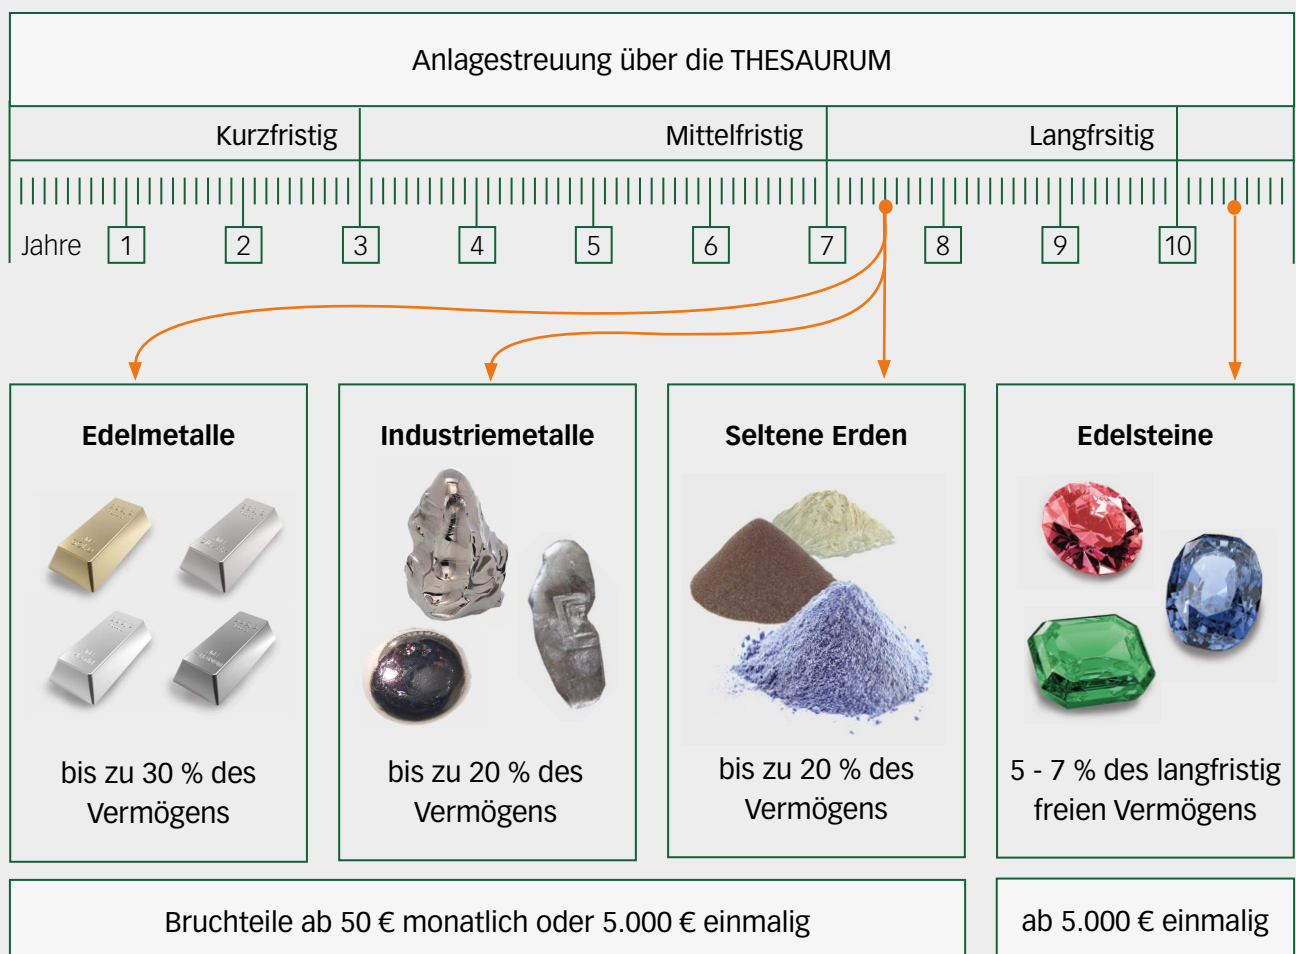 Anlagestreuung über die THESAURUM
Kurzfristig
Mittelfristig
Langfrsitig
Jahre 1 2 3 4 5 6 7 8 9 10
Edelmetalle
bis zu 30 % des
Vermögens
Industriemetalle
bis zu 20 % des
Vermögens
Seltene Erden
bis zu 20 % des
Vermögens
Edelsteine
5 - 7 % des langfristig
freien Vermögens
Bruchteile ab 50 € monatlich oder 5.000 € einmalig
ab 5.000 € einmalig